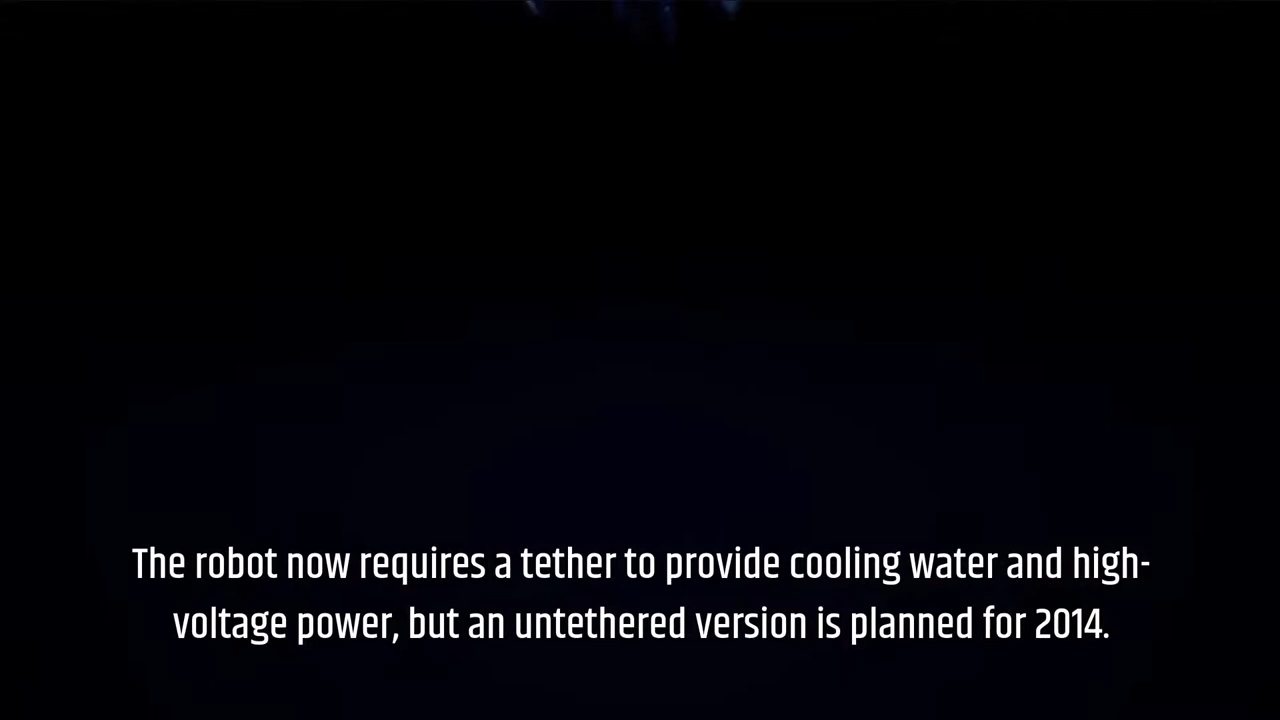 The robot now requires a tether to provide cooling water and high-
voltage power, but an untethered version is planned for 2014.